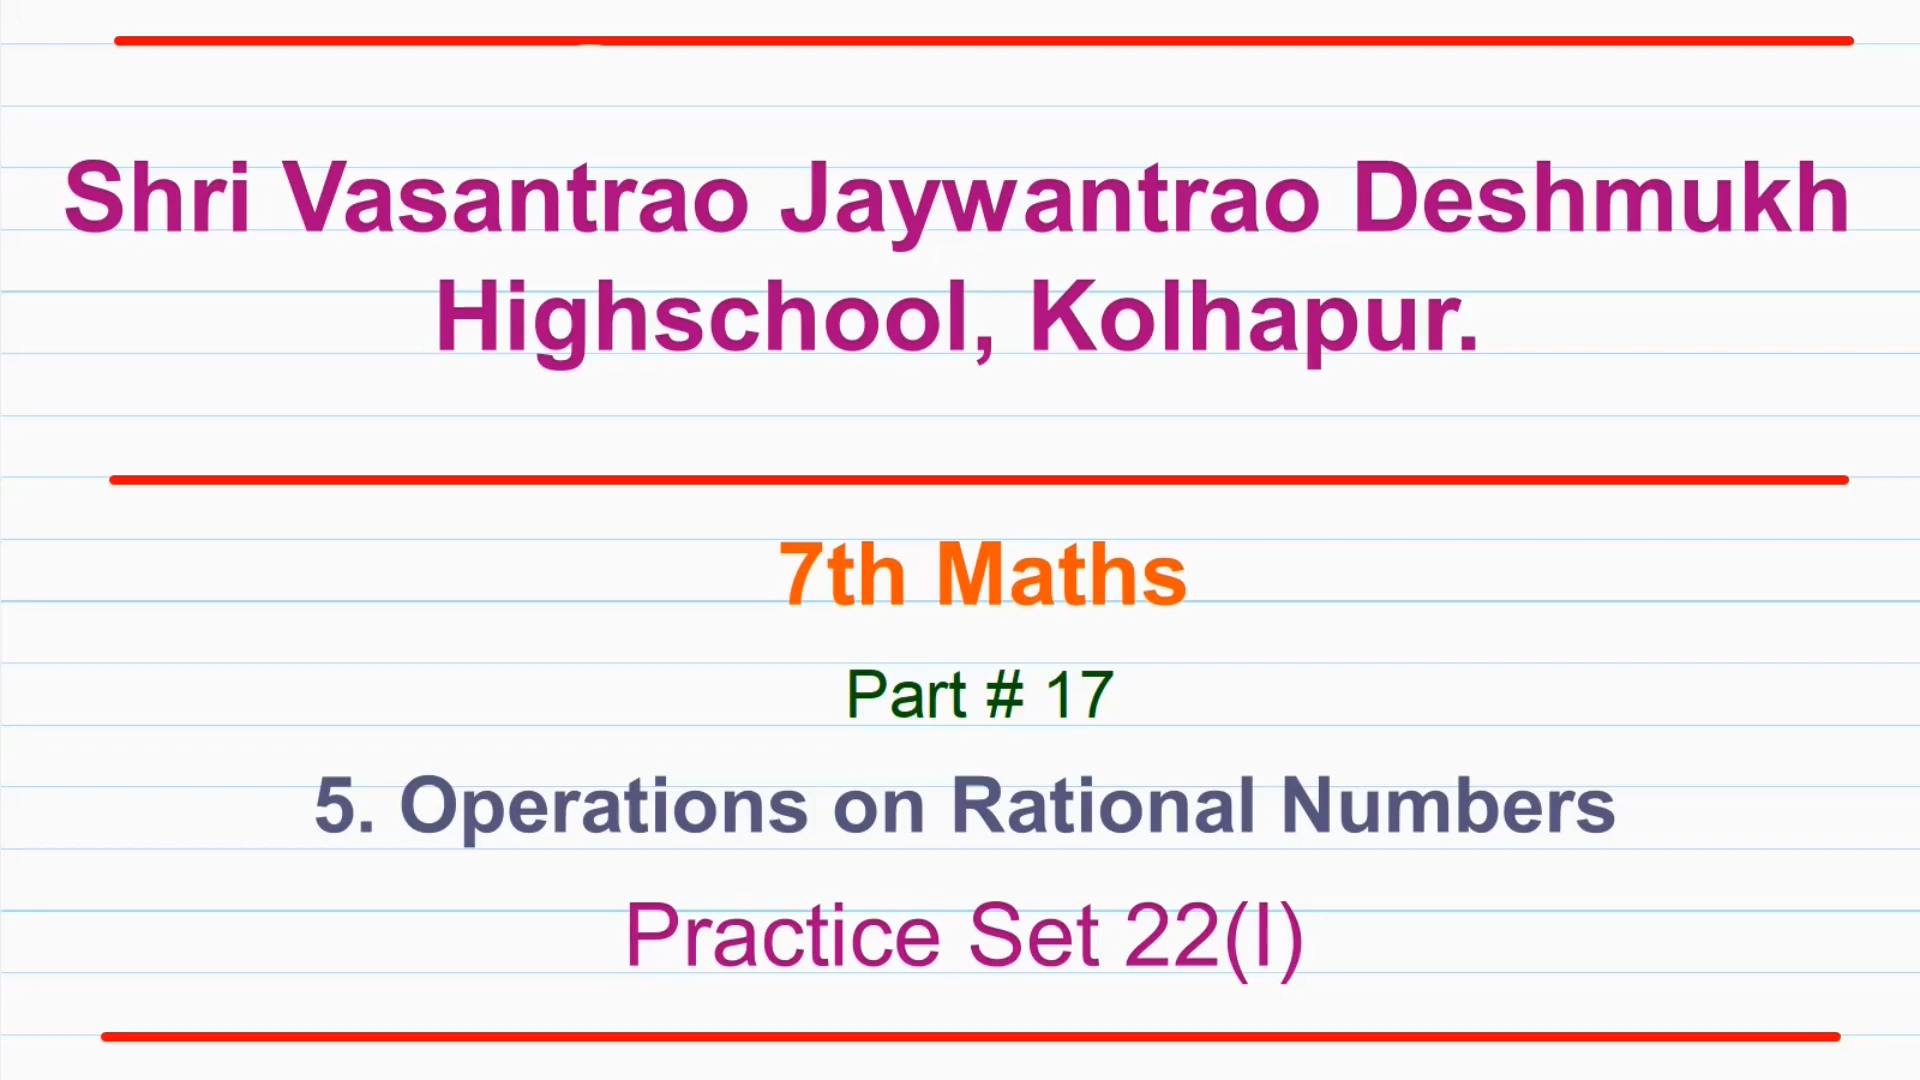 Shri Vasantrao Jaywantrao Deshmukh
Highschool, Kolhapur.
7th Maths
Part # 17
5. Operations on Rational Numbers
Practice Set 22(I)